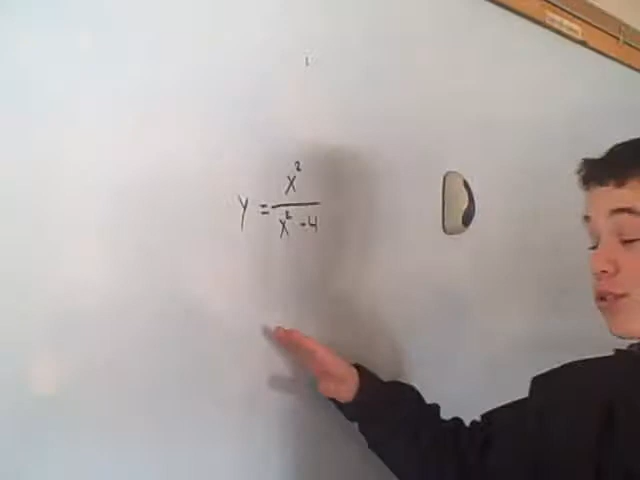 y = x²/x² - 4